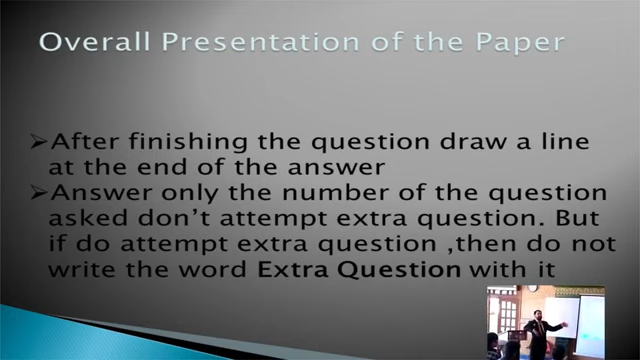 Overall Presentation of the Paper
➢After finishing the question draw a line
at the end of the answer
➢Answer only the number of the question
asked don’t attempt extra question. But
if do attempt extra question ,then do not
write the word Extra Question with it